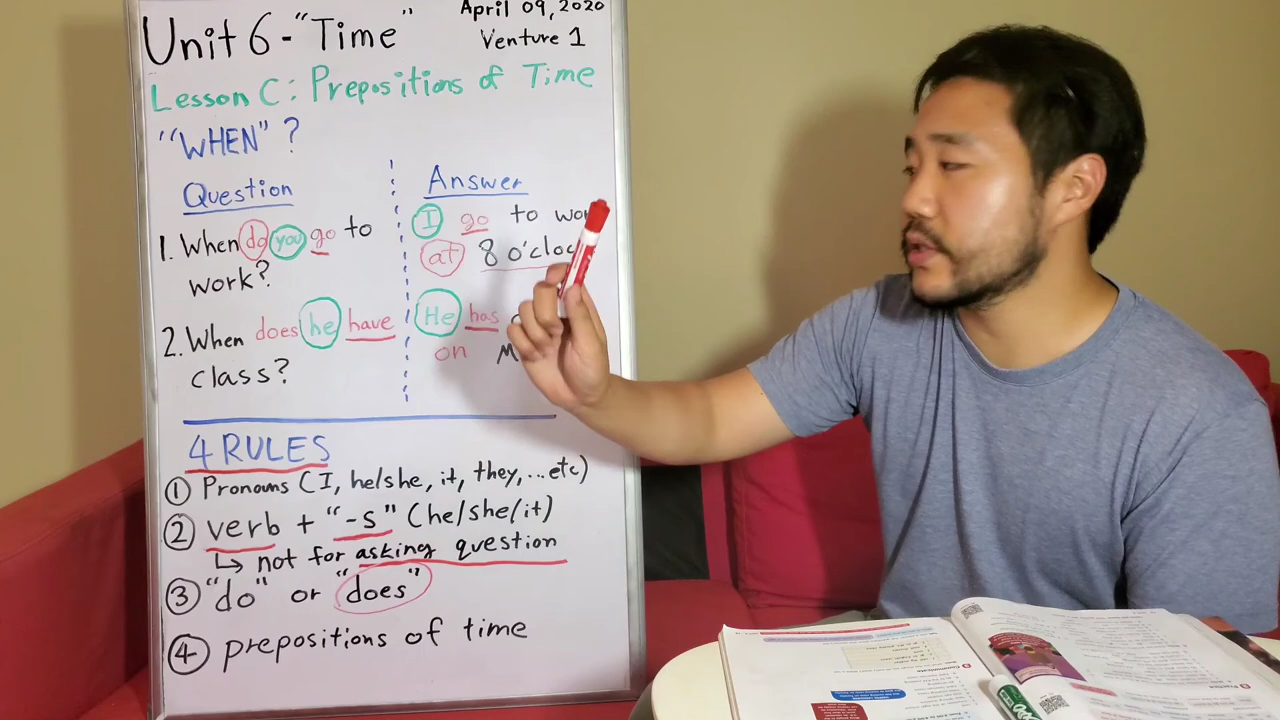 Unit 6 - "Time"
April 09, 2020
Venture 1
Lesson C: Prepositions of Time
"WHEN"?
Question
1. When do you go to
work?
2. When does he have
class?
Answer
I go to
at 8
He has
on
4 RULES
① Pronouns (I, he/she, it, they, ...etc)
② verb + "-s" (he/she/it)
↳ not for asking question
③ "do" or "does"
④ prepositions of time